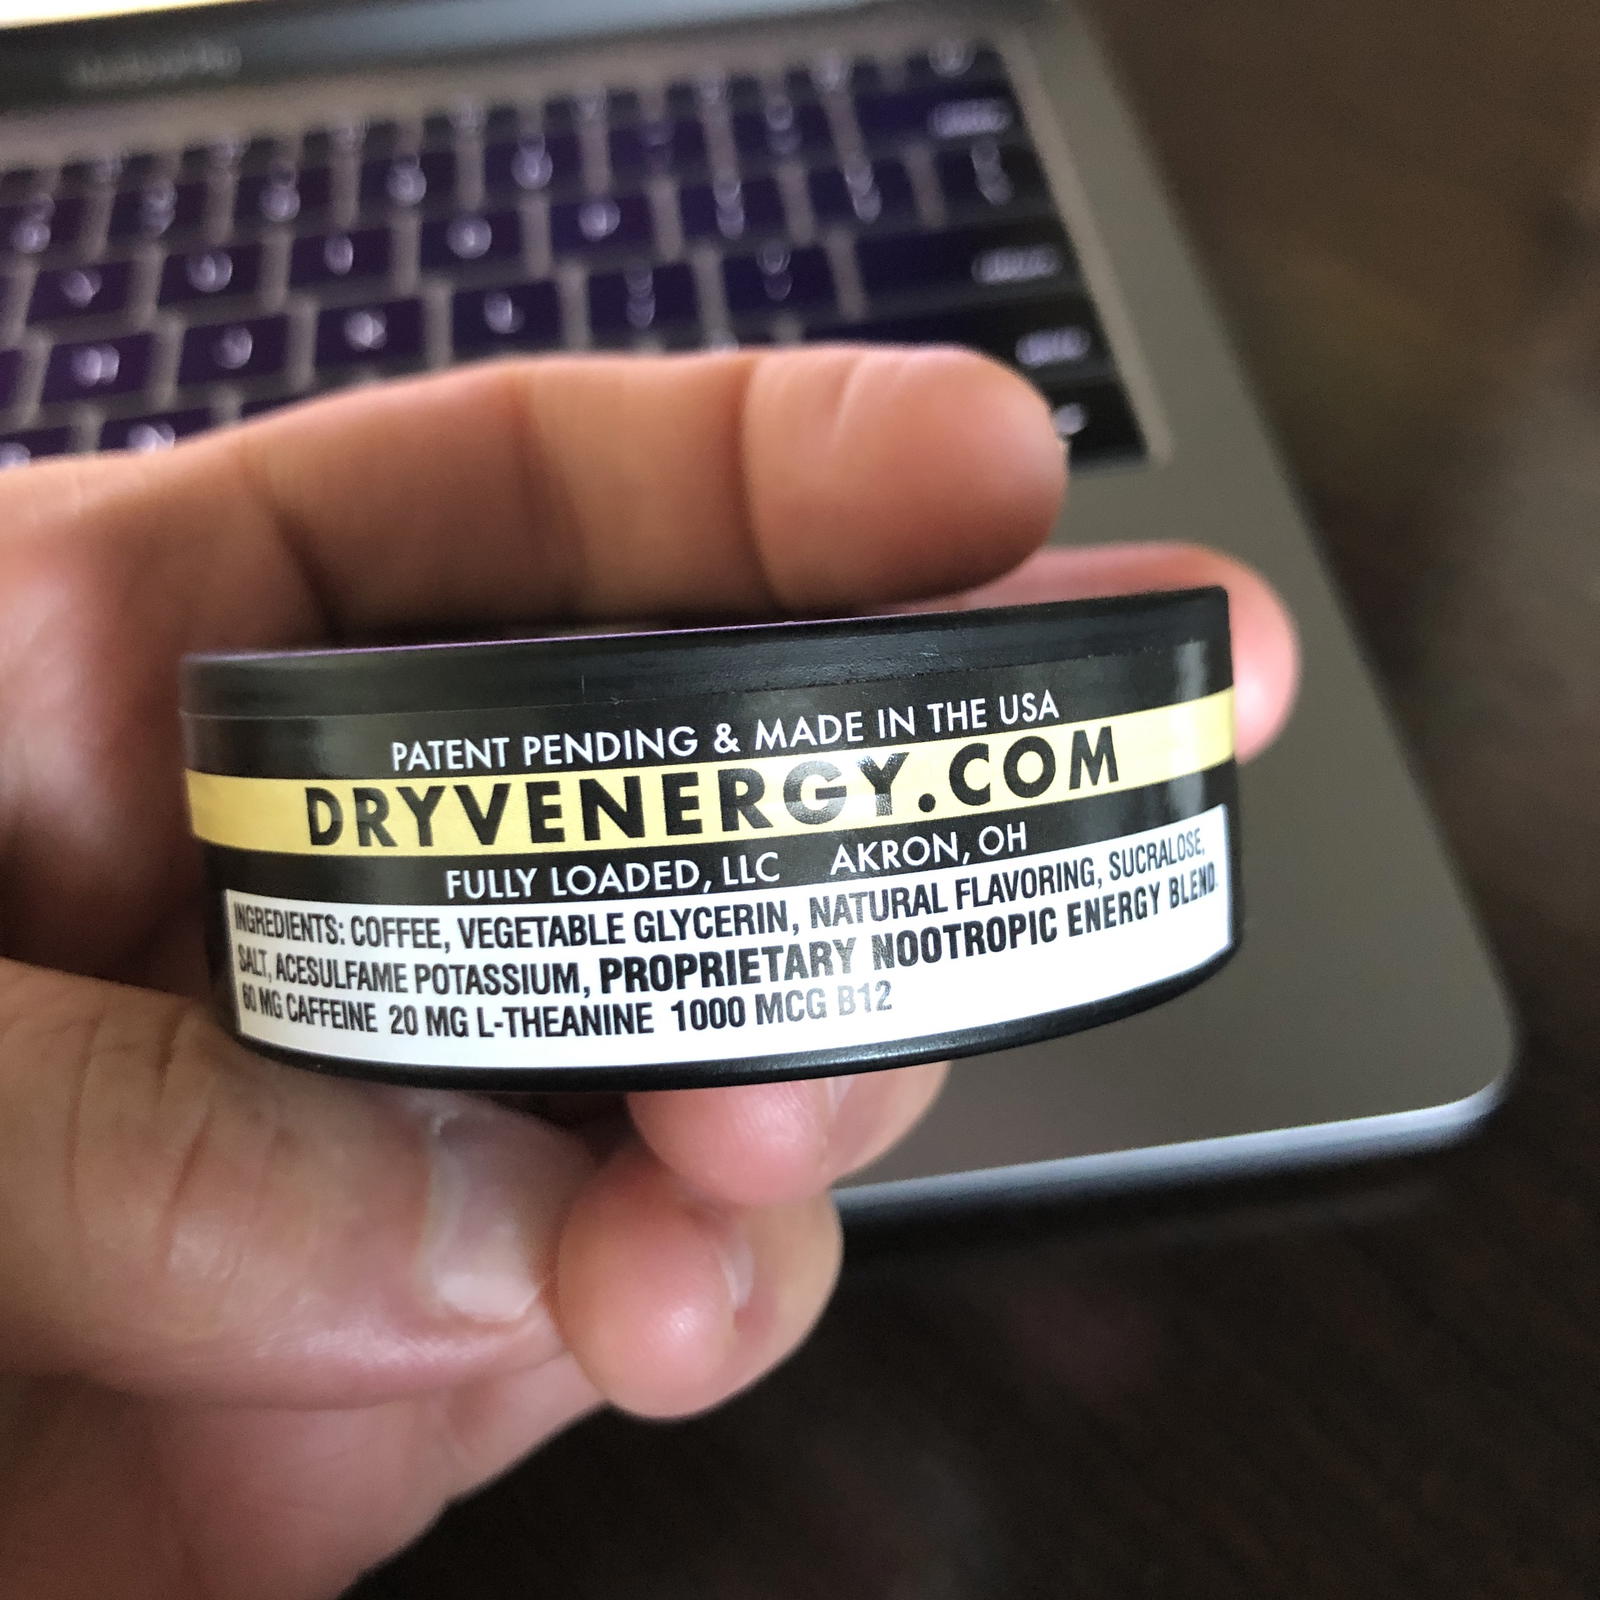 PATENT PENDING & MADE IN THE USA
DRYVENERGY.COM
FULLY LOADED, LLC AKRON, OH
INGREDIENTS: COFFEE, VEGETABLE GLYCERIN, NATURAL FLAVORING, SUCRALOSE,
SALT, ACESULFAME POTASSIUM, PROPRIETARY NOOTROPIC ENERGY BLEND.
60 MG CAFFEINE 20 MG L-THEANINE 1000 MCG B12